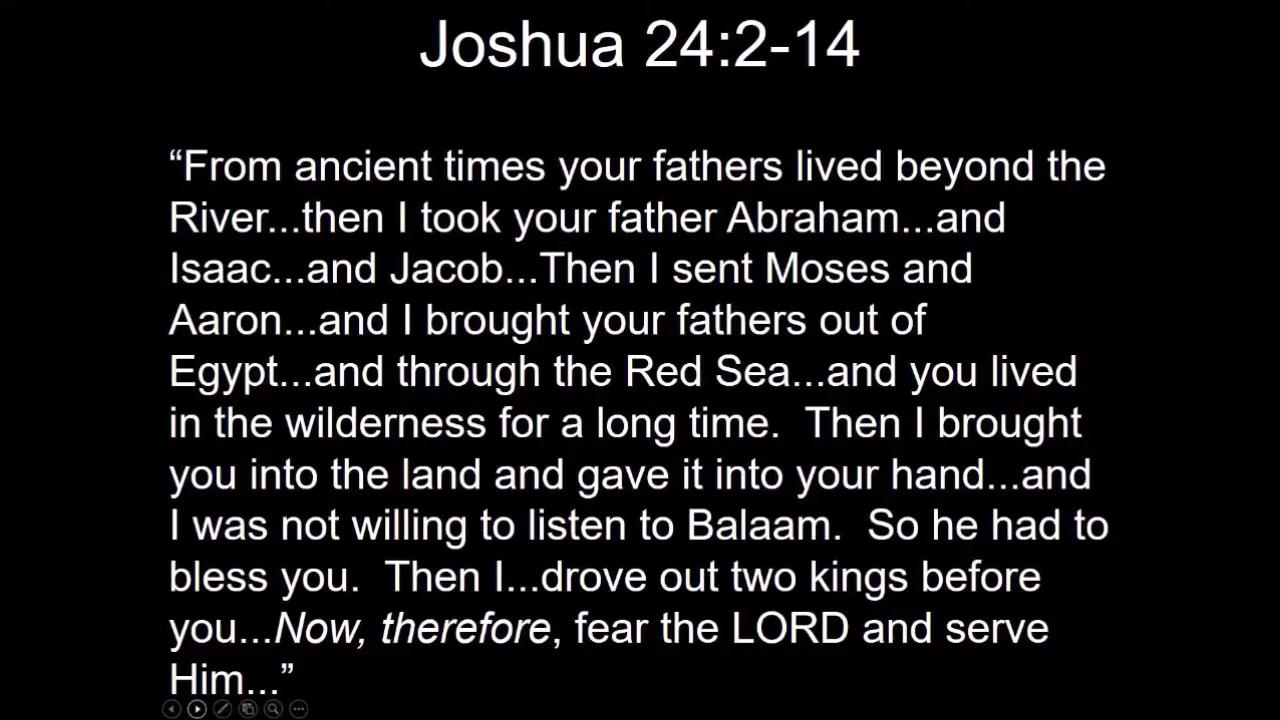 Joshua 24:2-14
“From ancient times your fathers lived beyond the
River...then I took your father Abraham...and
Isaac...and Jacob...Then I sent Moses and
Aaron...and I brought your fathers out of
Egypt...and through the Red Sea...and you lived
in the wilderness for a long time.  Then I brought
you into the land and gave it into your hand...and
I was not willing to listen to Balaam.  So he had to
bless you.  Then I...drove out two kings before
you...Now, therefore, fear the LORD and serve
Him...”